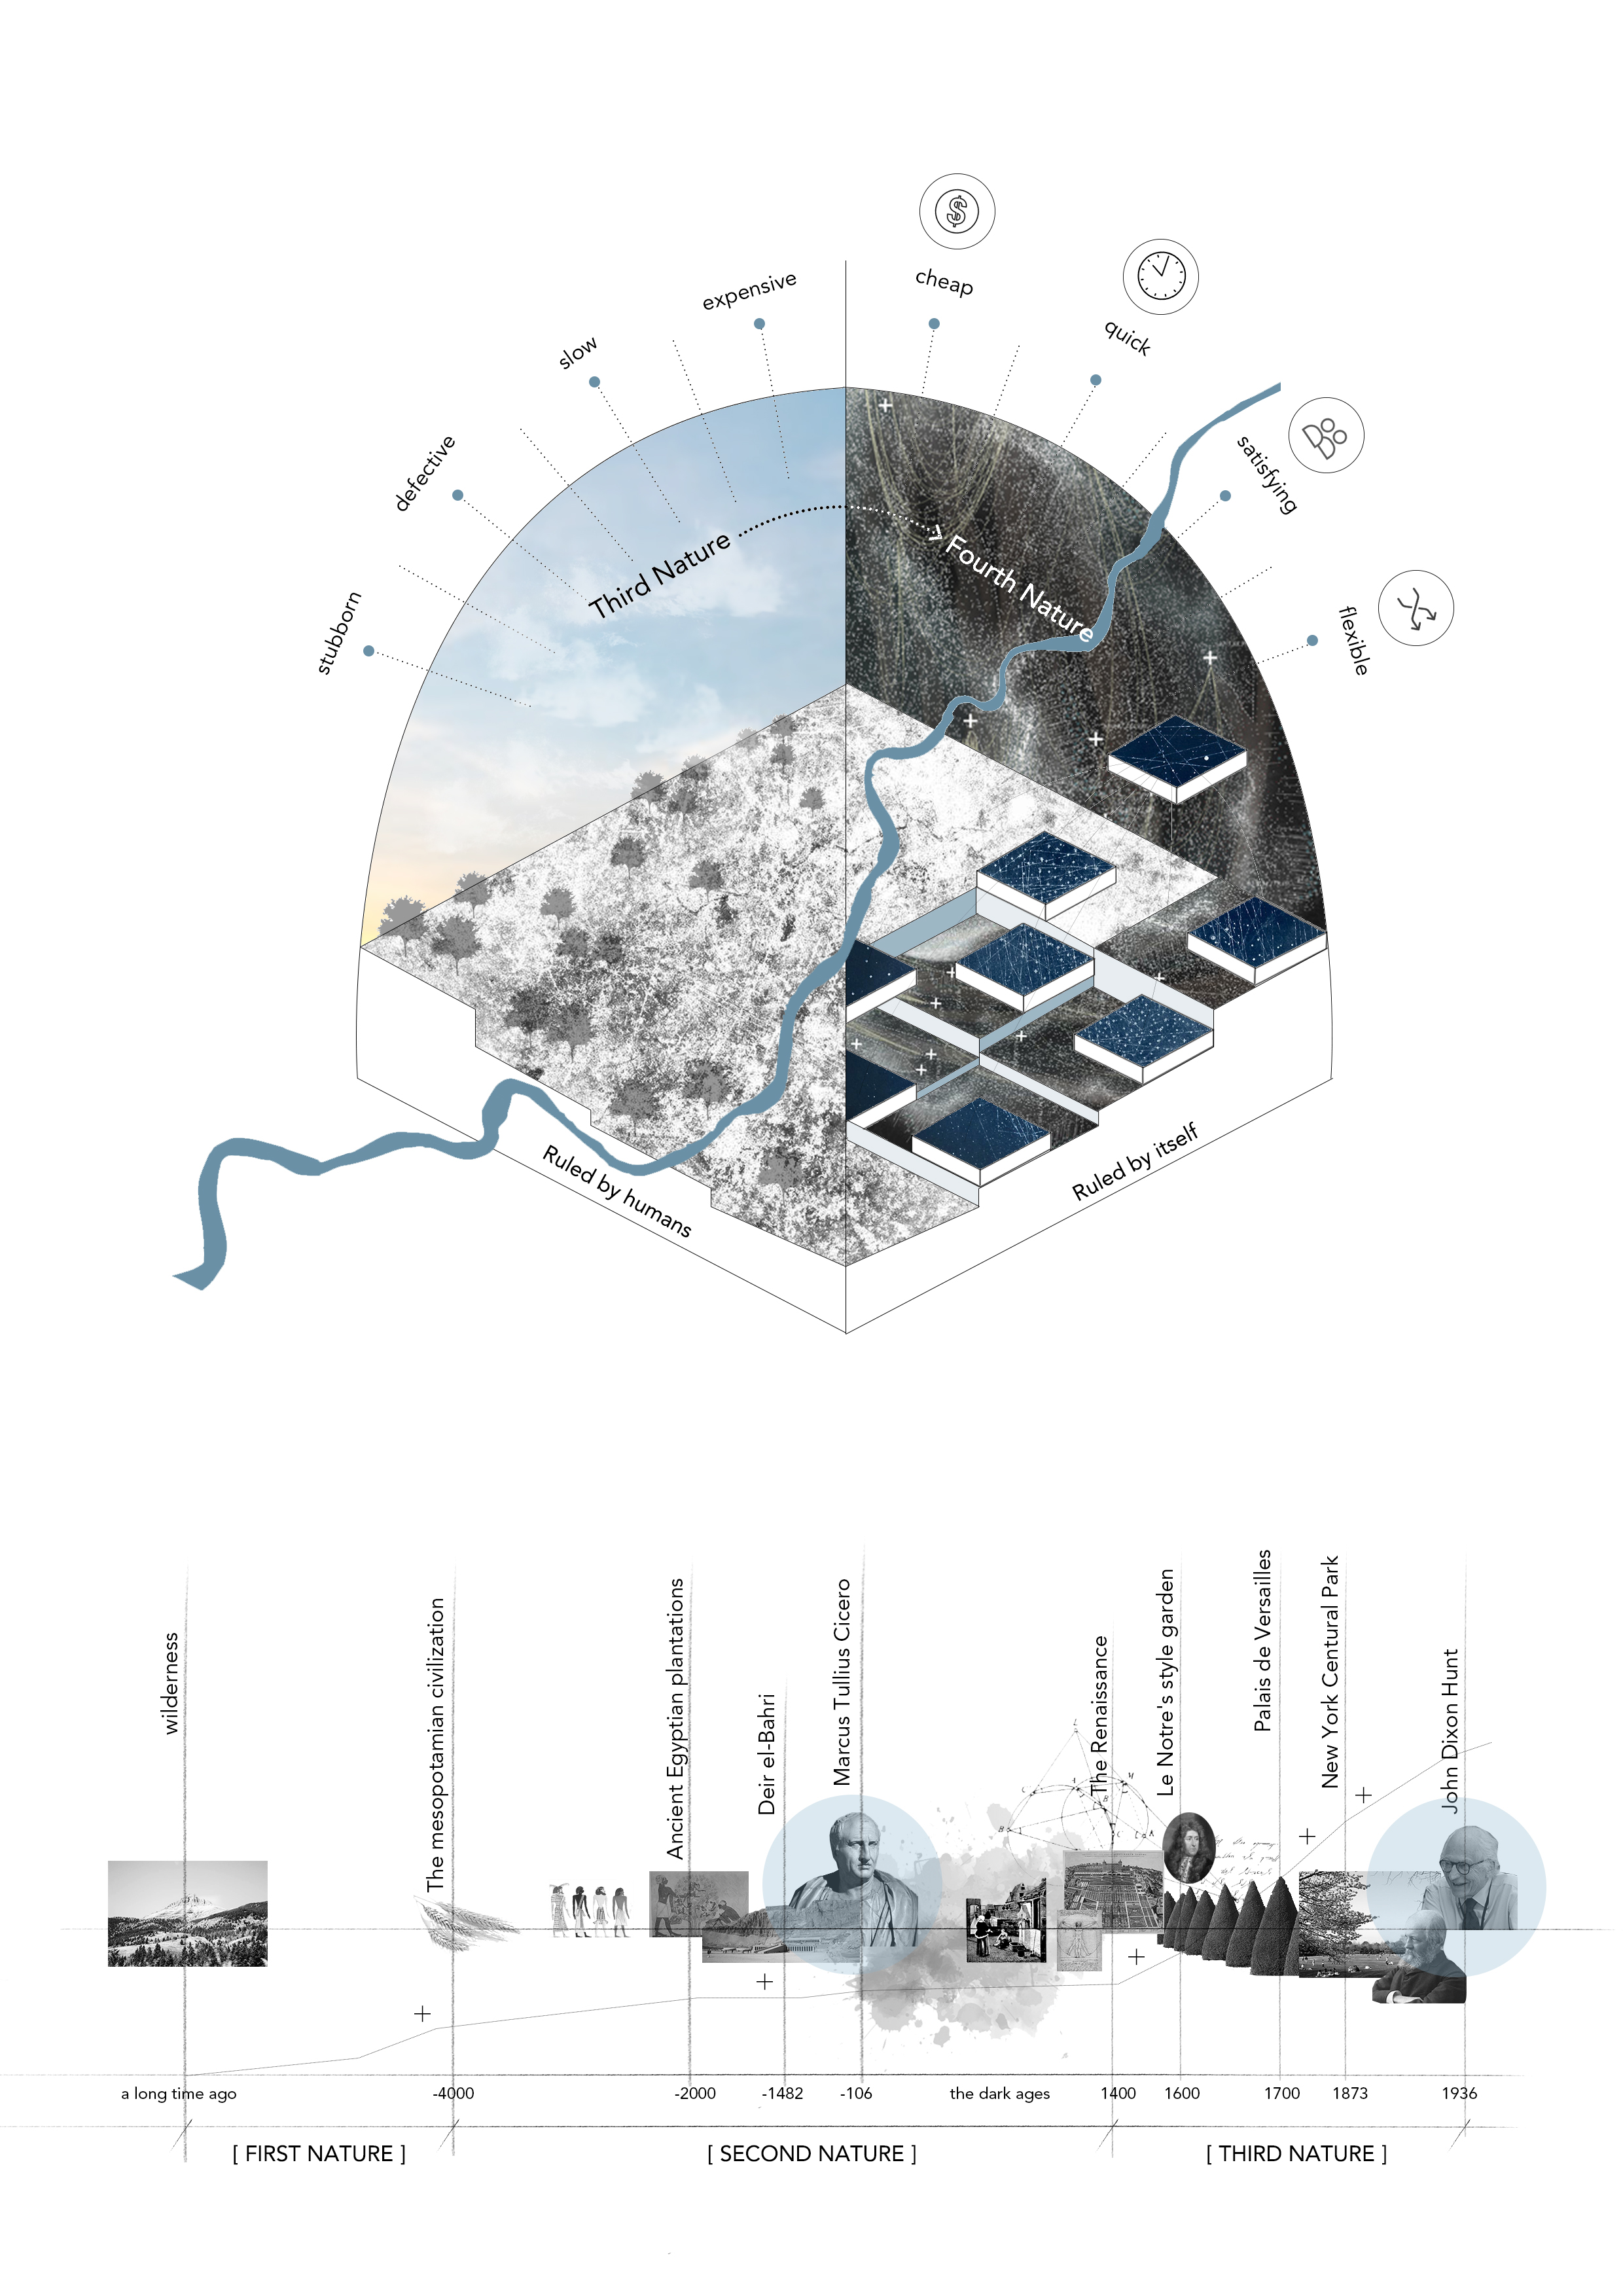 cheap
expensive
quick
slow
satisfying
defective
Third Nature
Fourth Nature
stubborn
flexible
Ruled by humans
Ruled by itself
wilderness
The mesopotamian civilization
Ancient Egyptian plantations
Deir el-Bahri
Marcus Tullius Cicero
The Renaissance
Le Notre's style garden
Palais de Versailles
New York Centural Park
John Dixon Hunt
a long time ago
-4000
-2000
-1482
-106
the dark ages
1400
1600
1700
1873
1936
[ FIRST NATURE ]
[ SECOND NATURE ]
[ THIRD NATURE ]